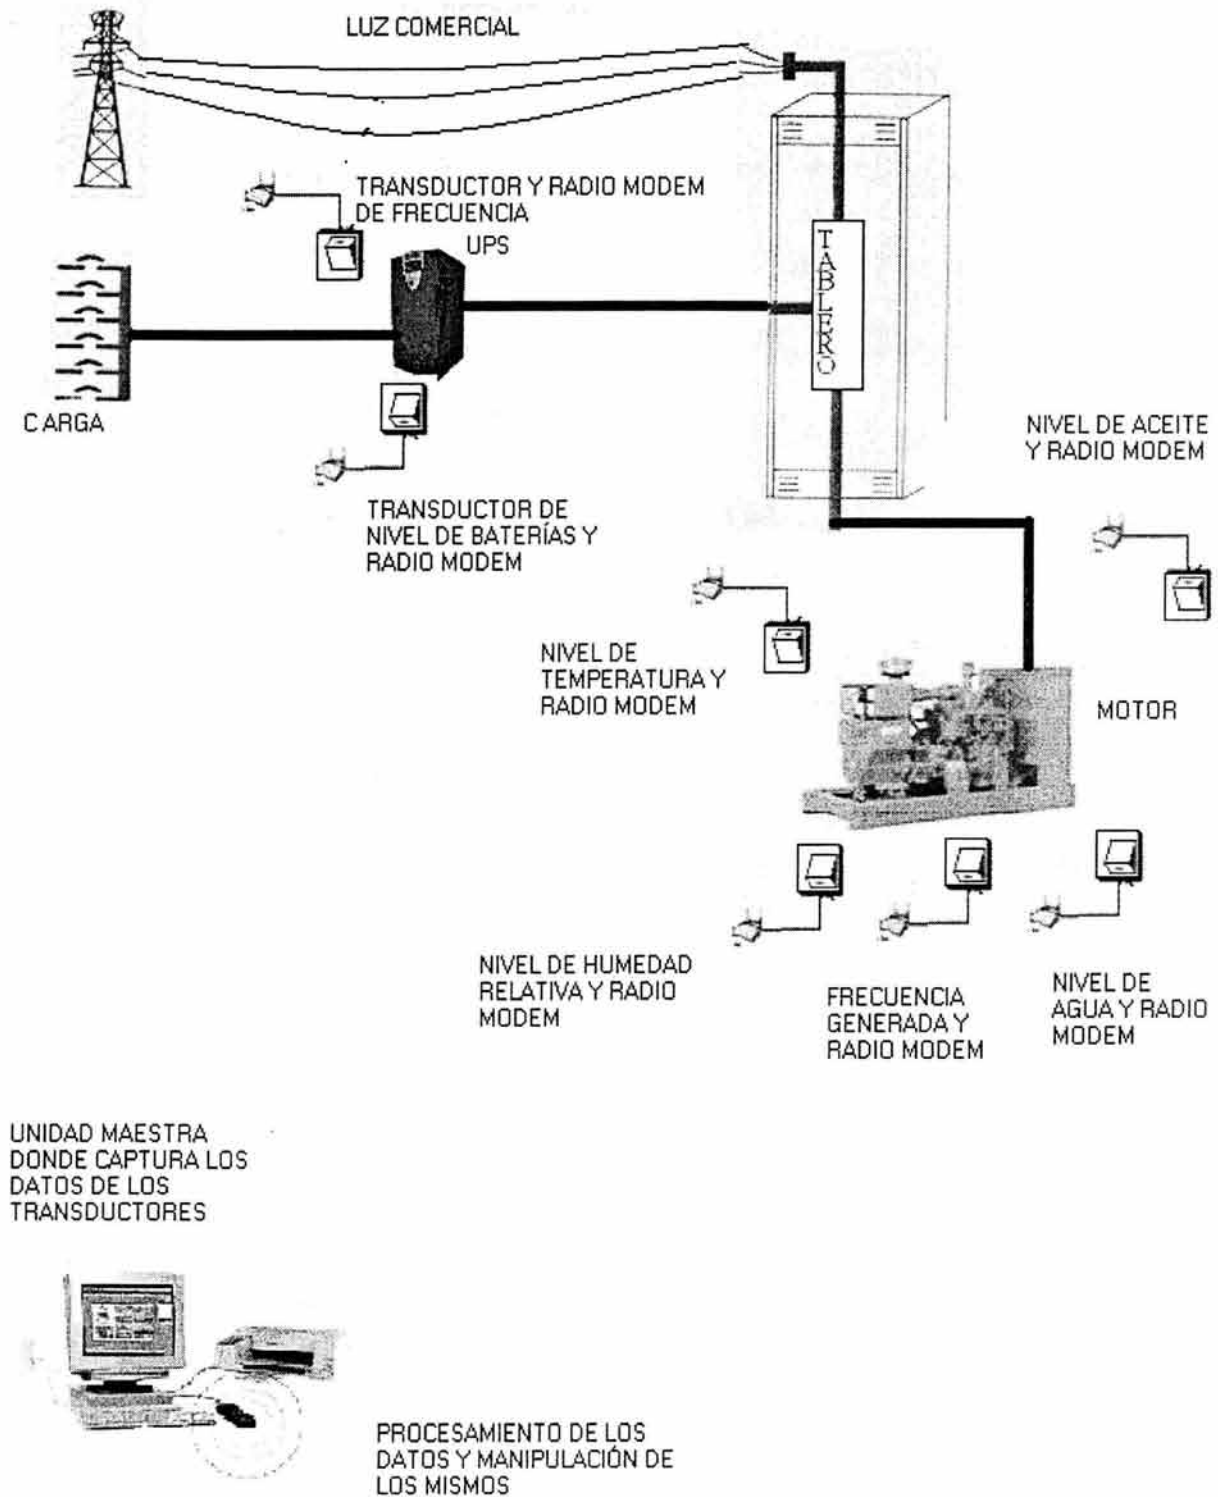 LUZ COMERCIAL
TRANSDUCTOR Y RADIO MODEM
DE FRECUENCIA
UPS
TABLERO
CARGA
NIVEL DE ACEITE
Y RADIO MODEM
TRANSDUCTOR DE
NIVEL DE BATERÍAS Y
RADIO MODEM
NIVEL DE
TEMPERATURA Y
RADIO MODEM
MOTOR
NIVEL DE HUMEDAD
RELATIVA Y RADIO
MODEM
FRECUENCIA
GENERADA Y
RADIO MODEM
NIVEL DE
AGUA Y RADIO
MODEM
UNIDAD MAESTRA
DONDE CAPTURA LOS
DATOS DE LOS
TRANSDUCTORES
PROCESAMIENTO DE LOS
DATOS Y MANIPULACIÓN DE
LOS MISMOS